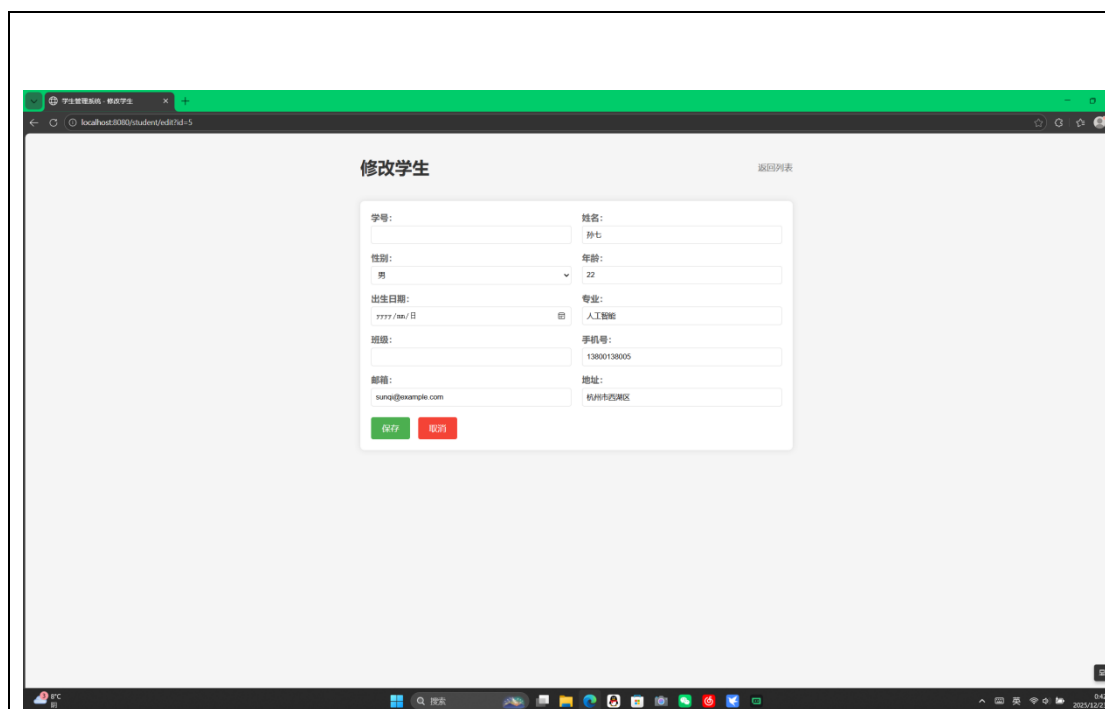 学生管理系统 - 修改学生
localhost:8080/student/edit?id=5
修改学生
返回列表
学号：
姓名：
孙七
性别：
年龄：
男
22
出生日期：
专业：
yyyy/mm/日
人工智能
班级：
手机号：
13800138005
邮箱：
地址：
sunqi@example.com
杭州市西湖区
保存
取消
8°C
阴
搜索
英